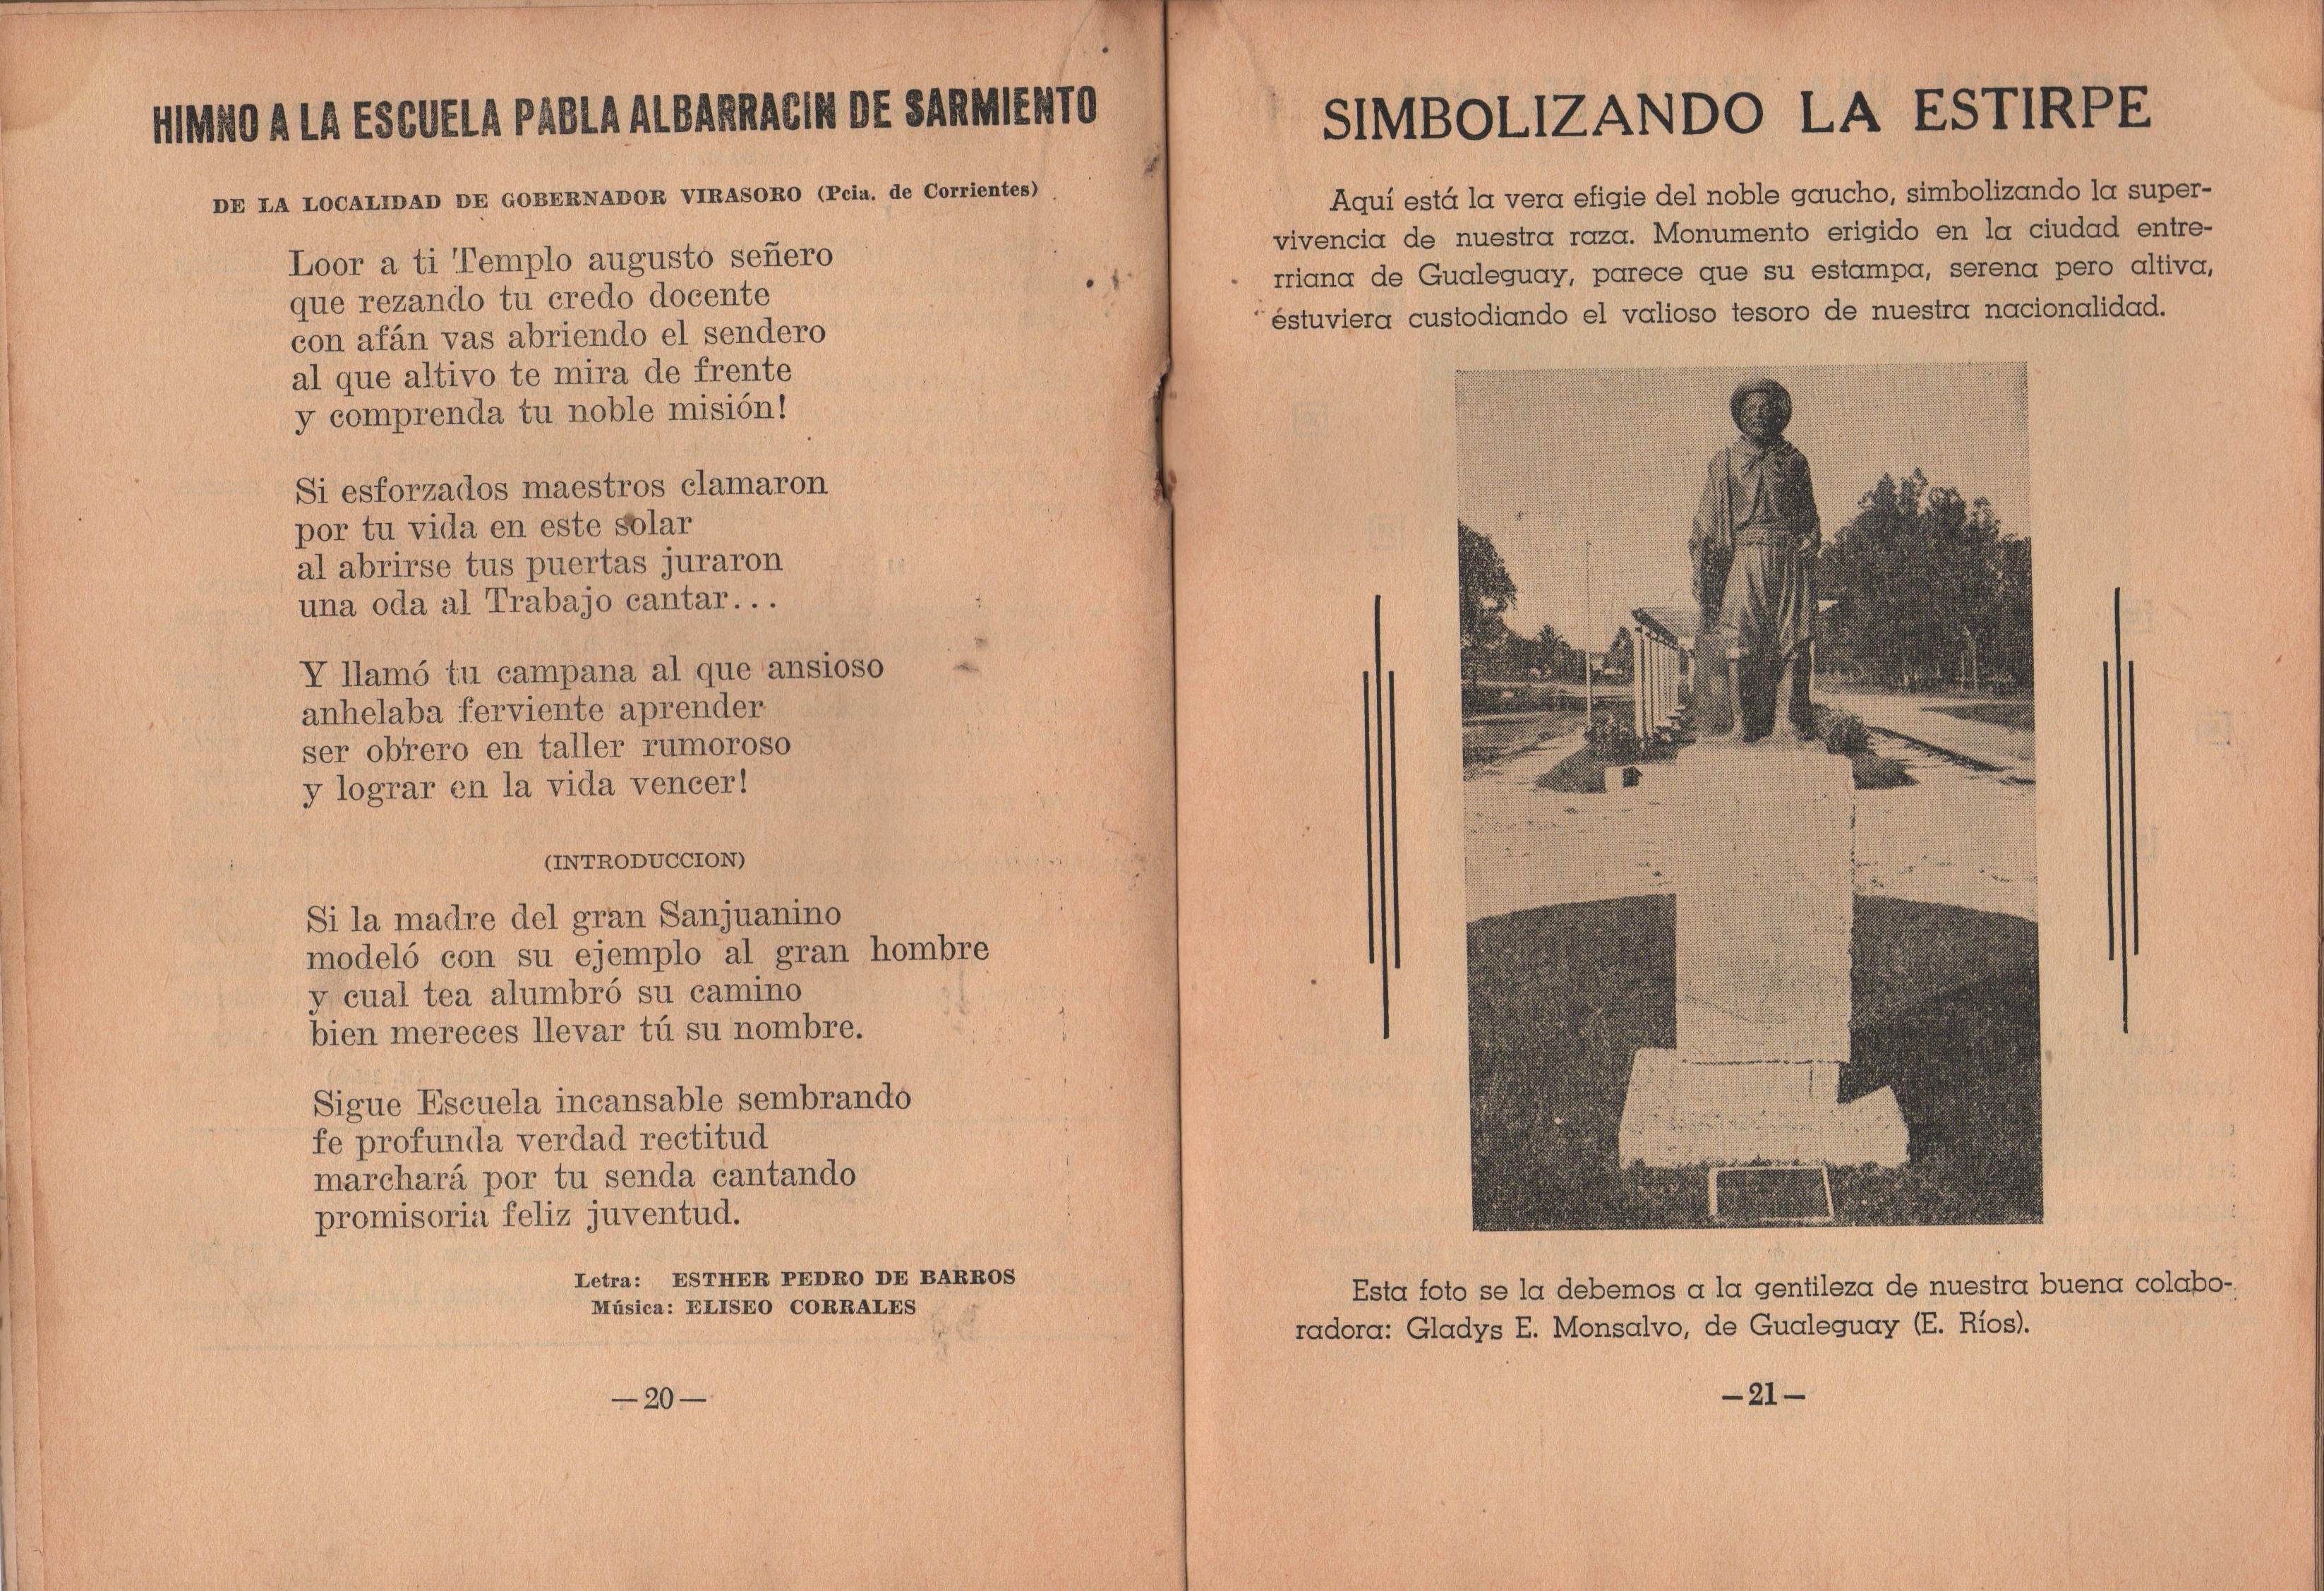 HIMNO A LA ESCUELA PABLA ALBARRACIN DE SARMIENTO
DE LA LOCALIDAD DE GOBERNADOR VIRASORO (Pcia. de Corrientes)
Loor a ti Templo augusto señero
que rezando tu credo docente
con afán vas abriendo el sendero
al que altivo te mira de frente
y comprenda tu noble misión!
Si esforzados maestros clamaron
por tu vida en este solar
al abrirse tus puertas juraron
una oda al Trabajo cantar...
Y llamó tu campana al que ansioso
anhelaba ferviente aprender
ser obrero en taller rumoroso
y lograr en la vida vencer!
(INTRODUCCION)
Si la madre del gran Sanjuanino
modeló con su ejemplo al gran hombre
y cual tea alumbró su camino
bien mereces llevar tú su nombre.
Sigue Escuela incansable sembrando
fe profunda verdad rectitud
marchará por tu senda cantando
promisoria feliz juventud.
Letra: ESTHER PEDRO DE BARROS
Música: ELISEO CORRALES
—20—
SIMBOLIZANDO LA ESTIRPE
Aquí está la vera efigie del noble gaucho, simbolizando la super-
vivencia de nuestra raza. Monumento erigido en la ciudad entre-
rriana de Gualeguay, parece que su estampa, serena pero altiva,
éstuviera custodiando el valioso tesoro de nuestra nacionalidad.
Esta foto se la debemos a la gentileza de nuestra buena colabo-
radora: Gladys E. Monsalvo, de Gualeguay (E. Ríos).
—21—